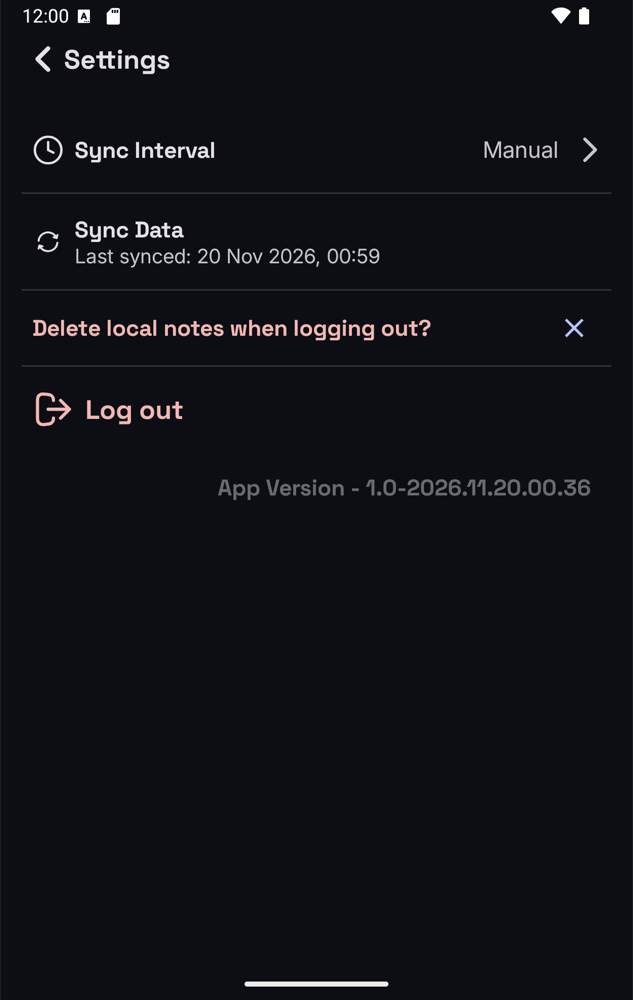 12:00
Settings
Sync Interval Manual
Sync Data
Last synced: 20 Nov 2026, 00:59
Delete local notes when logging out?
Log out
App Version - 1.0-2026.11.20.00.36